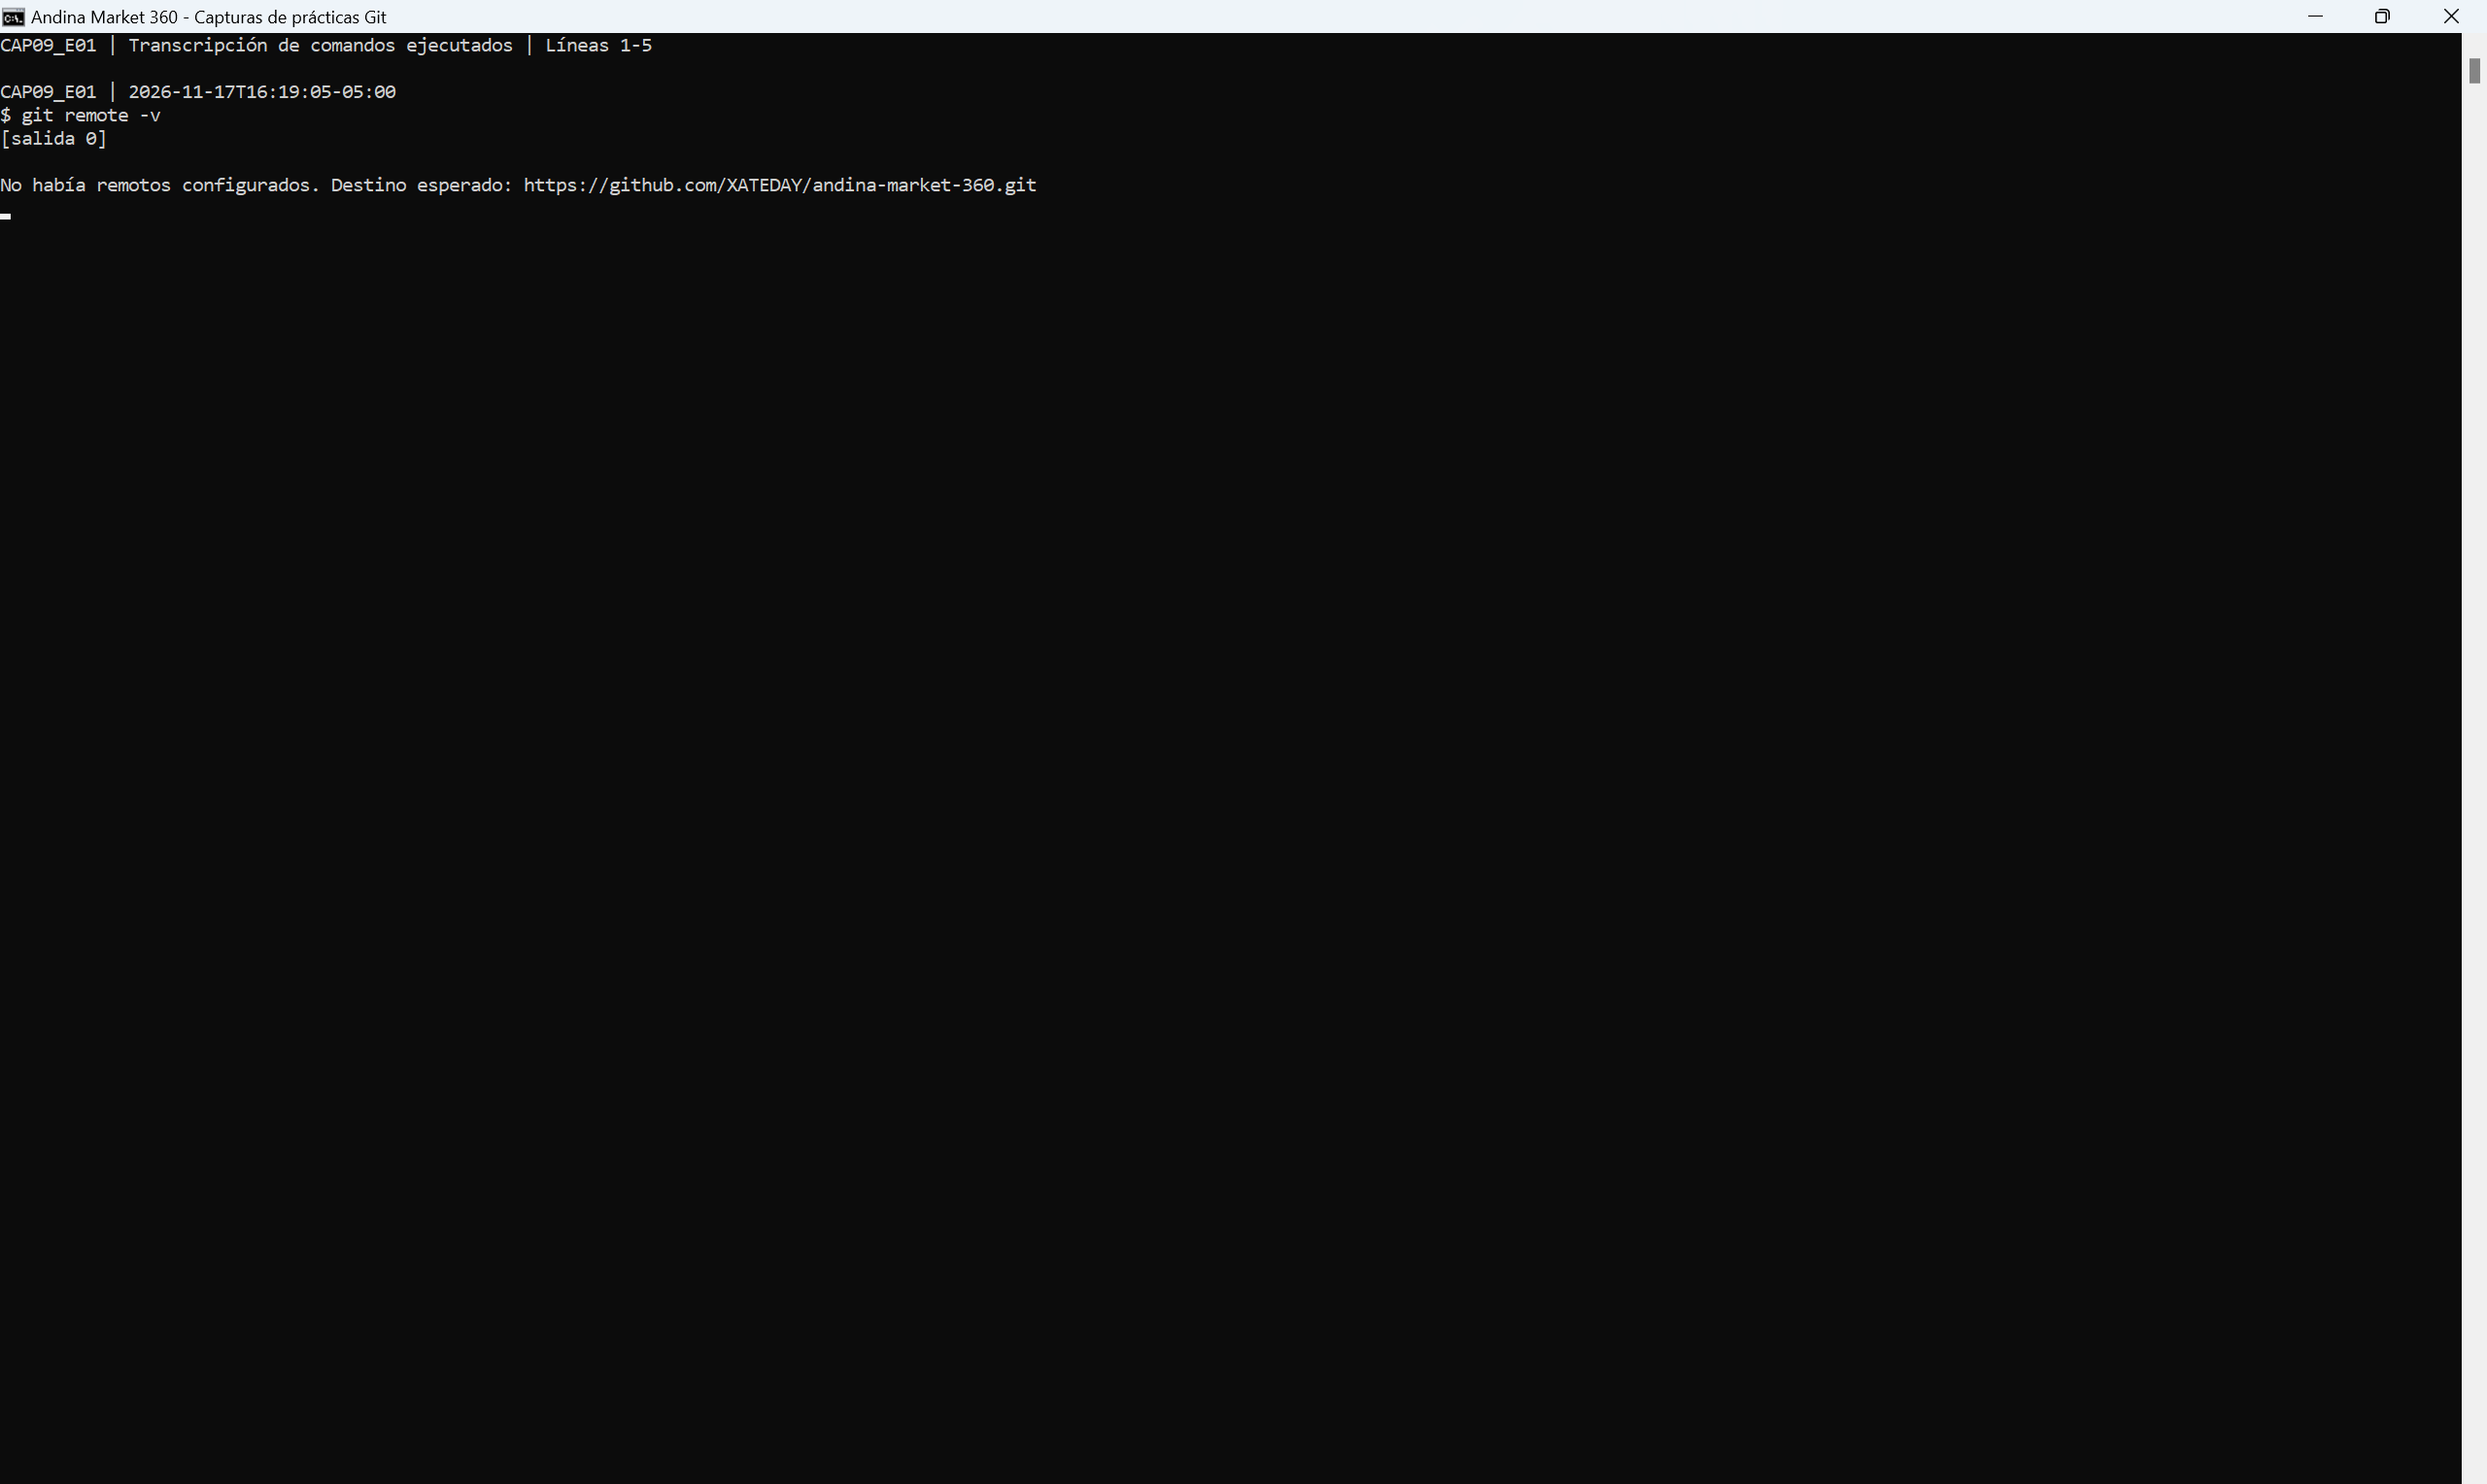 Andina Market 360 - Capturas de prácticas Git
CAP09_E01 | Transcripción de comandos ejecutados | Líneas 1-5
CAP09_E01 | 2026-11-17T16:19:05-05:00
$ git remote -v
[salida 0]
No había remotos configurados. Destino esperado: https://github.com/XATEDAY/andina-market-360.git